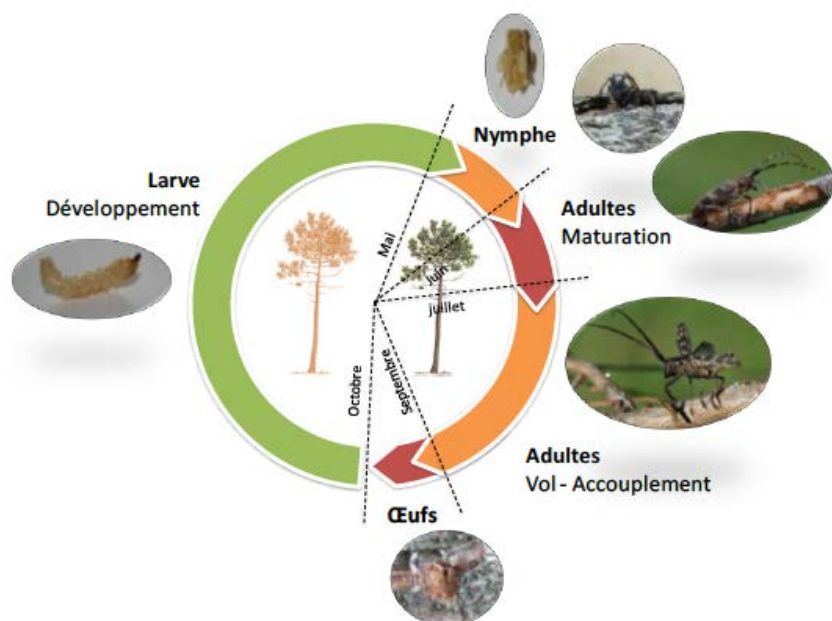 Nymphe
Larve
Développement
Adultes
Maturation
Mai
juin
juillet
Septembre
Octobre
Adultes
Vol - Accouplement
Œufs